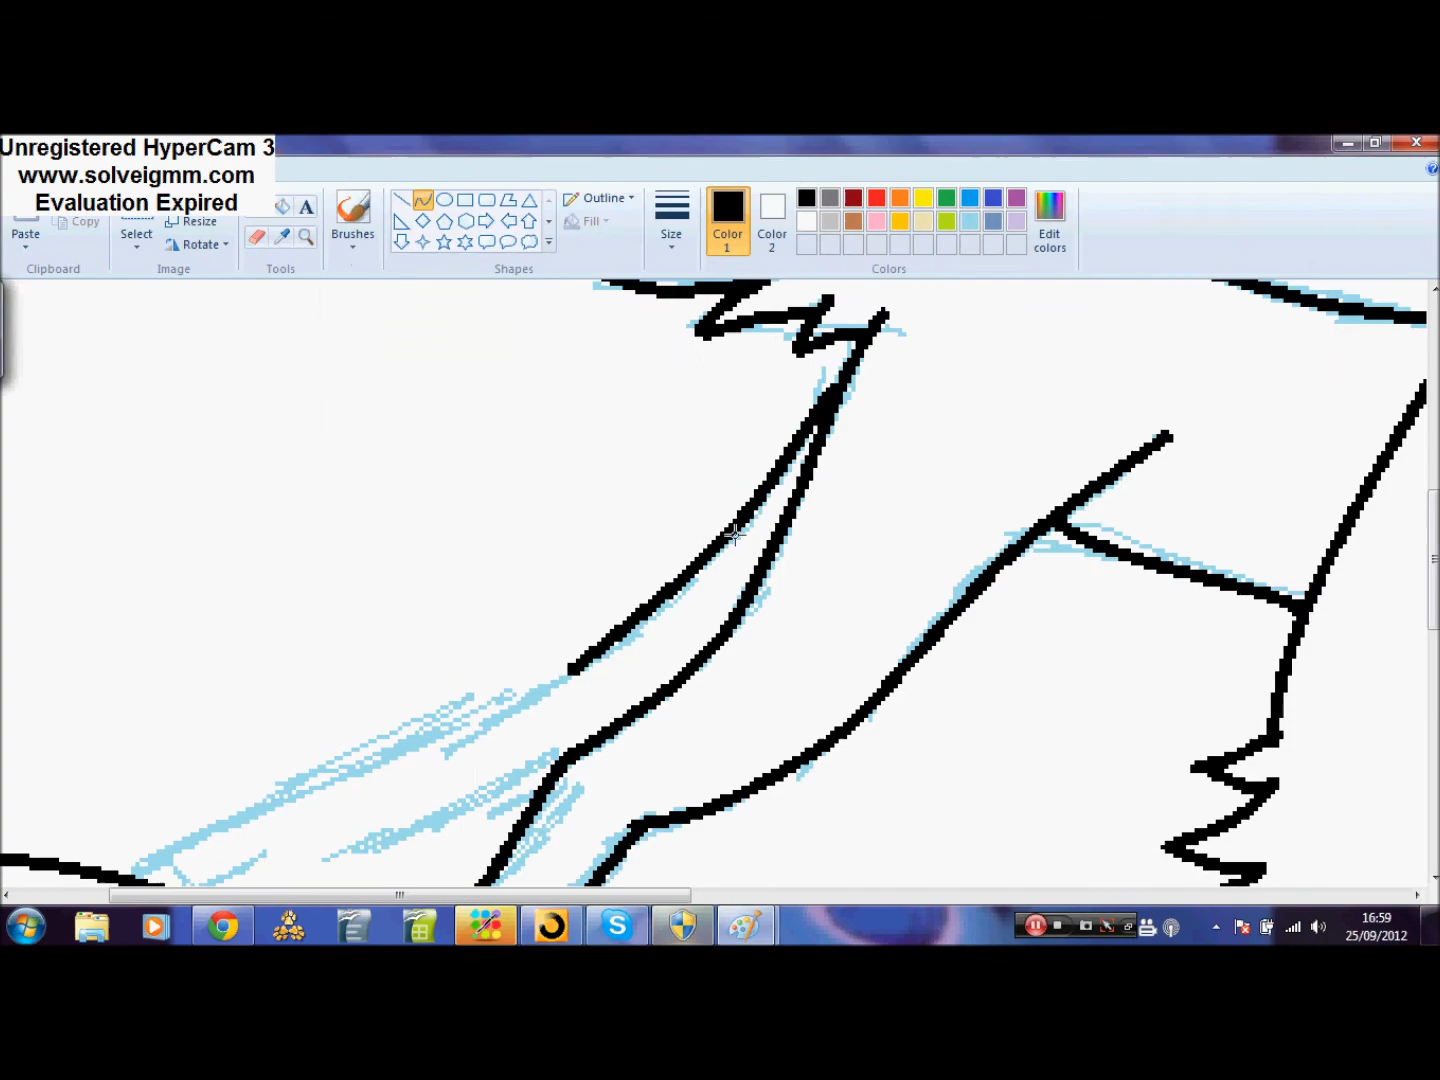 Unregistered HyperCam 3
www.solveigmm.com
Evaluation Expired
Paste
Copy
Select
Resize
Rotate
A
Brushes
Outline
Fill
Size
Color 1
Color 2
Edit colors
Clipboard
Image
Tools
Shapes
Colors
16:59
25/09/2012